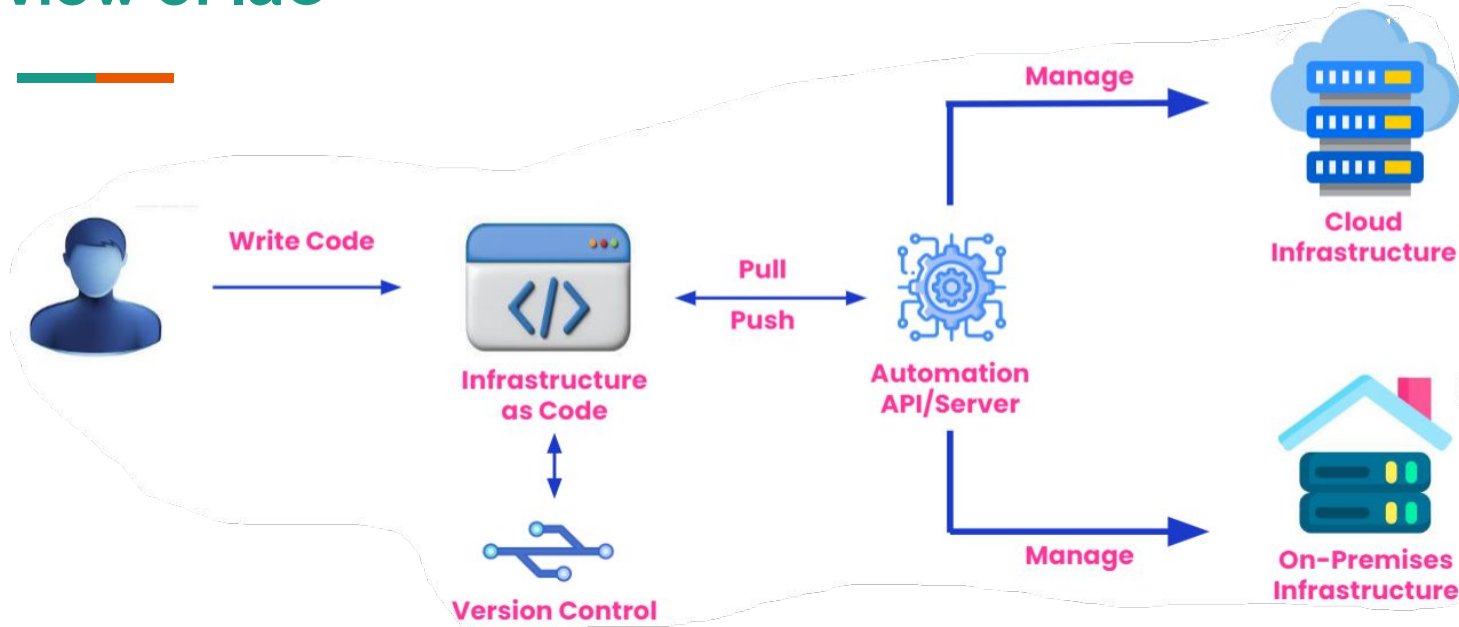 Manage
Write Code
Cloud
Infrastructure
Pull
Push
Infrastructure
as Code
Automation
API/Server
Manage
On-Premises
Infrastructure
Version Control